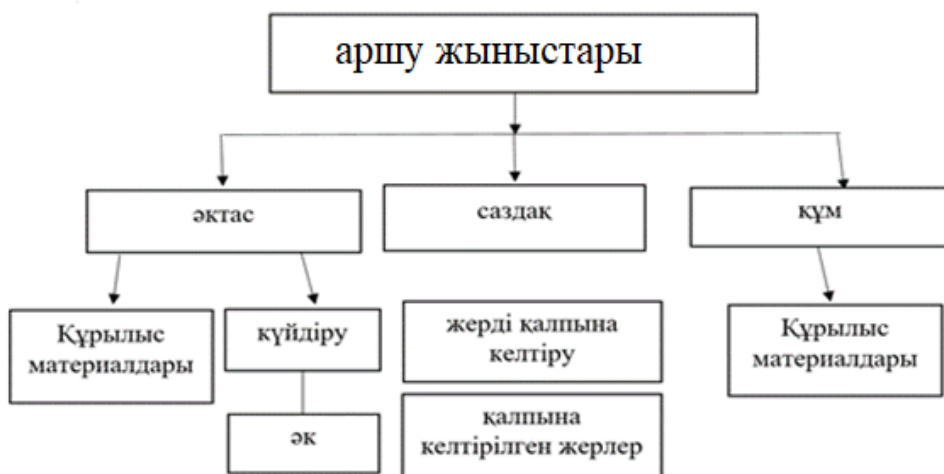 аршу жыныстары
әктас
саздақ
құм
Құрылыс
материалдары
күйдіру
жерді қалпына
келтіру
Құрылыс
материалдары
әк
қалпына
келтірілген жерлер